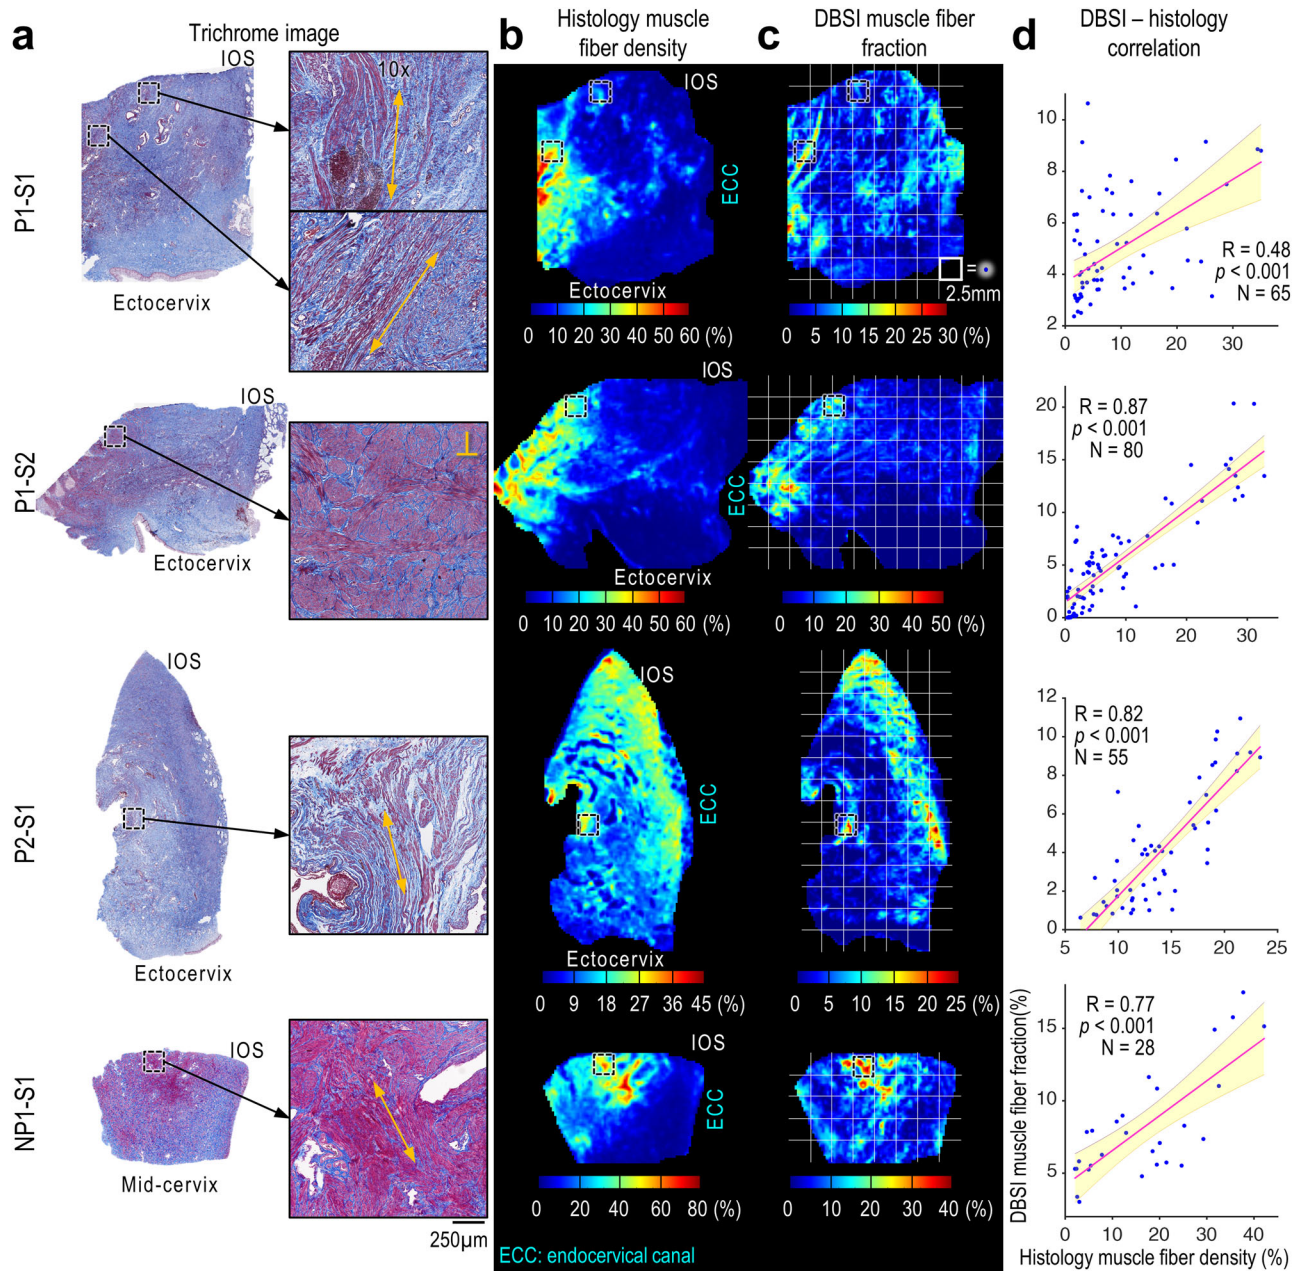 a
Trichrome image
b
Histology muscle
fiber density
c
DBSI muscle fiber
fraction
d
DBSI – histology
correlation
P1-S1
IOS
10x
Ectocervix
IOS
ECC
Ectocervix
0 10 20 30 40 50 60 (%)
=
2.5mm
0 5 10 15 20 25 30 (%)
10
8
6
4
2
R = 0.48
p < 0.001
N = 65
0 10 20 30
P1-S2
IOS
Ectocervix
IOS
ECC
Ectocervix
0 10 20 30 40 50 60 (%)
0 10 20 30 40 50 (%)
20
15
10
5
0
R = 0.87
p < 0.001
N = 80
0 10 20 30
P2-S1
IOS
Ectocervix
IOS
ECC
Ectocervix
0 9 18 27 36 45 (%)
0 5 10 15 20 25 (%)
12
10
8
6
4
2
0
R = 0.82
p < 0.001
N = 55
5 10 15 20 25
NP1-S1
IOS
Mid-cervix
250µm
IOS
ECC
0 20 40 60 80 (%)
0 10 20 30 40 (%)
ECC: endocervical canal
DBSI muscle fiber fraction(%)
15
10
5
R = 0.77
p < 0.001
N = 28
0 10 20 30 40
Histology muscle fiber density (%)